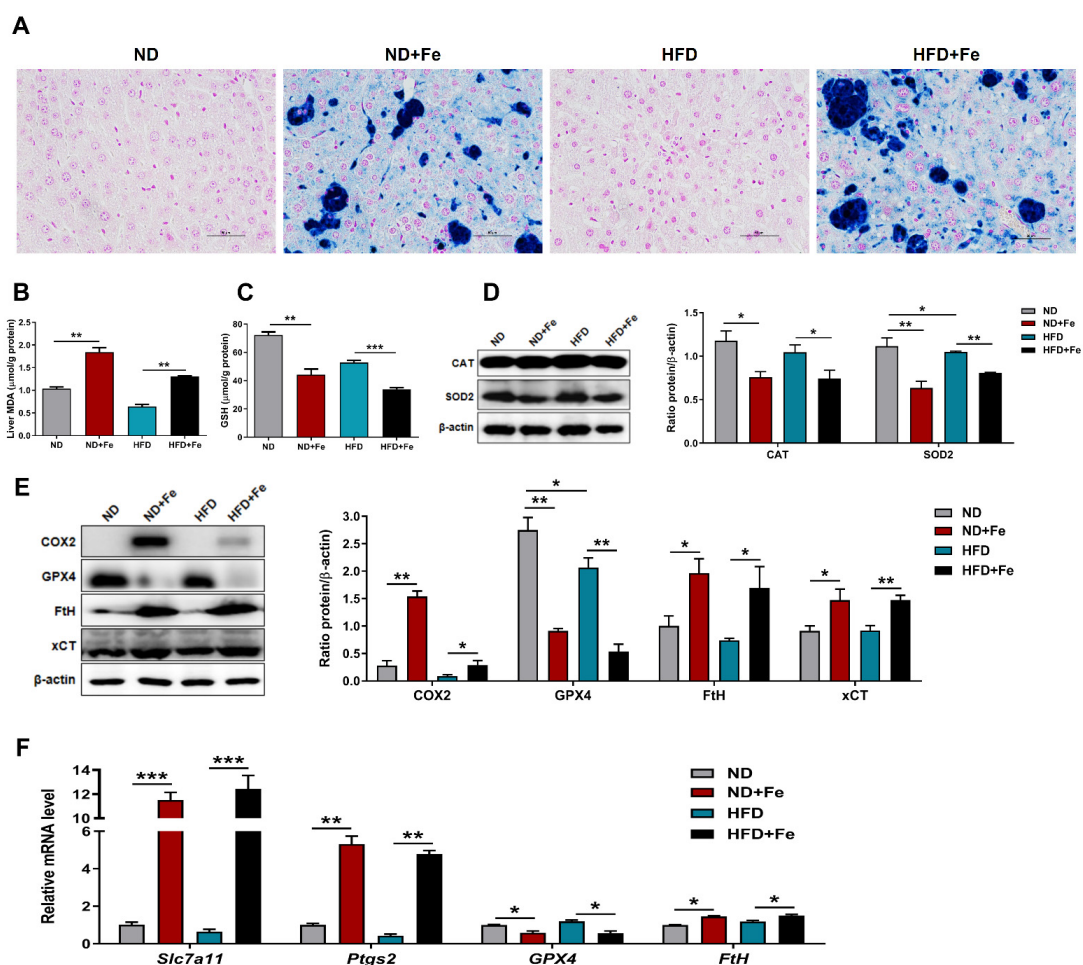 A
ND ND+Fe HFD HFD+Fe
B
Liver MDA (μmol/g protein)
2.5
2.0
1.5
1.0
0.5
0.0
** **
ND ND+Fe HFD HFD+Fe
C
GSH (μmol/g protein)
80
60
40
20
0
** ***
ND ND+Fe HFD HFD+Fe
D
ND ND+Fe HFD HFD+Fe
CAT
SOD2
β-actin
Ratio protein/β-actin)
1.5
1.0
0.5
0.0
* * * ** **
CAT SOD2
ND
ND+Fe
HFD
HFD+Fe
E
ND ND+Fe HFD HFD+Fe
COX2
GPX4
FtH
xCT
β-actin
Ratio protein/β-actin)
3.0
2.5
2.0
1.5
1.0
0.5
0.0
** * * ** ** * * * **
COX2 GPX4 FtH xCT
ND
ND+Fe
HFD
HFD+Fe
F
Relative mRNA level
14
12
10
8
6
4
2
0
*** *** ** ** * * * *
Slc7a11 Ptgs2 GPX4 FtH
ND
ND+Fe
HFD
HFD+Fe